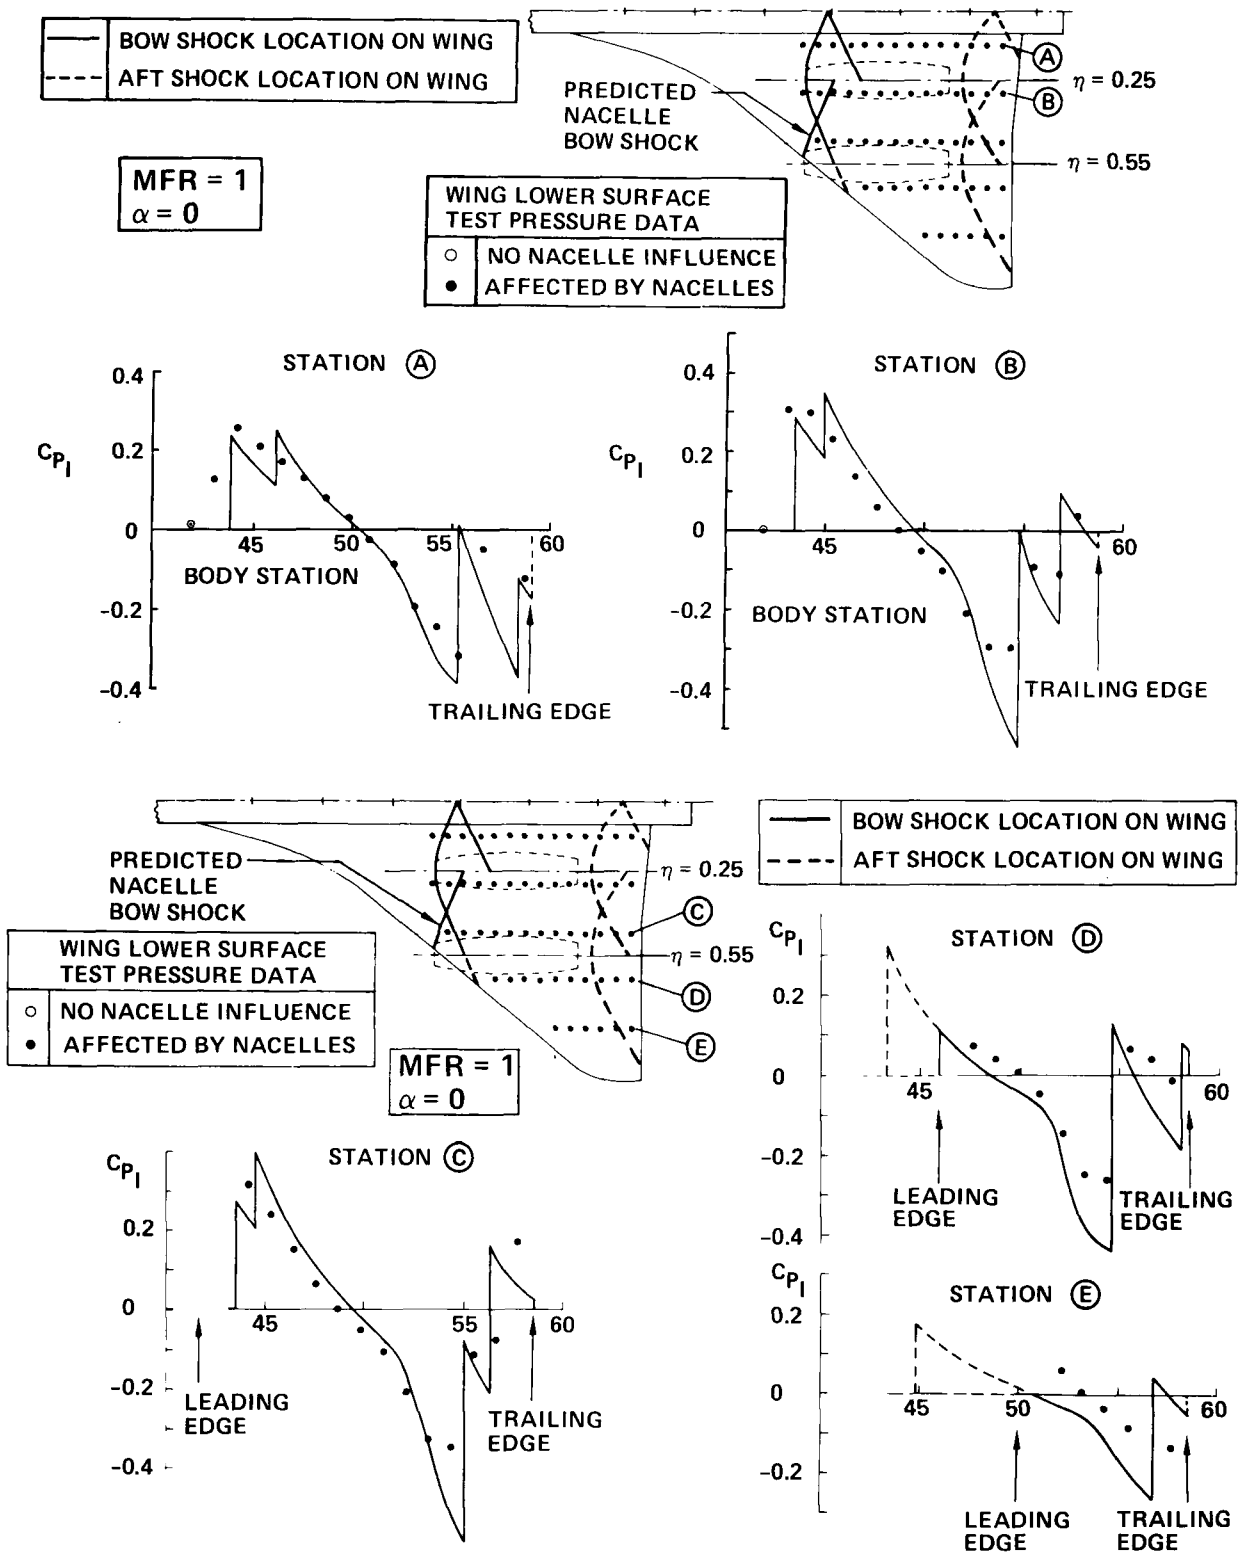 BOW SHOCK LOCATION ON WING
AFT SHOCK LOCATION ON WING
MFR = 1
α = 0
PREDICTED
NACELLE
BOW SHOCK
A
η = 0.25
B
η = 0.55
WING LOWER SURFACE
TEST PRESSURE DATA
NO NACELLE INFLUENCE
AFFECTED BY NACELLES
STATION A
CPI
0.4
0.2
0
-0.2
-0.4
45
50
55
60
BODY STATION
TRAILING EDGE
STATION B
CPI
0.4
0.2
0
-0.2
-0.4
45
60
BODY STATION
TRAILING EDGE
PREDICTED
NACELLE
BOW SHOCK
η = 0.25
C
η = 0.55
D
E
WING LOWER SURFACE
TEST PRESSURE DATA
NO NACELLE INFLUENCE
AFFECTED BY NACELLES
MFR = 1
α = 0
BOW SHOCK LOCATION ON WING
AFT SHOCK LOCATION ON WING
STATION C
CPI
0.2
0
-0.2
-0.4
45
55
60
LEADING
EDGE
TRAILING
EDGE
STATION D
CPI
0.2
0
-0.2
-0.4
45
60
LEADING
EDGE
TRAILING
EDGE
STATION E
CPI
0.2
0
-0.2
45
50
60
LEADING
EDGE
TRAILING
EDGE